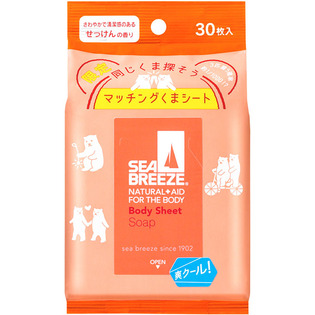 さわやかで清潔感のある
せっけんの香り
30枚入
限定
同じくま探そう
マッチングくまシート
SEA
BREEZE®
NATURAL+AID
FOR THE BODY
Body Sheet
Soap
sea breeze since 1902
OPEN
爽クール!